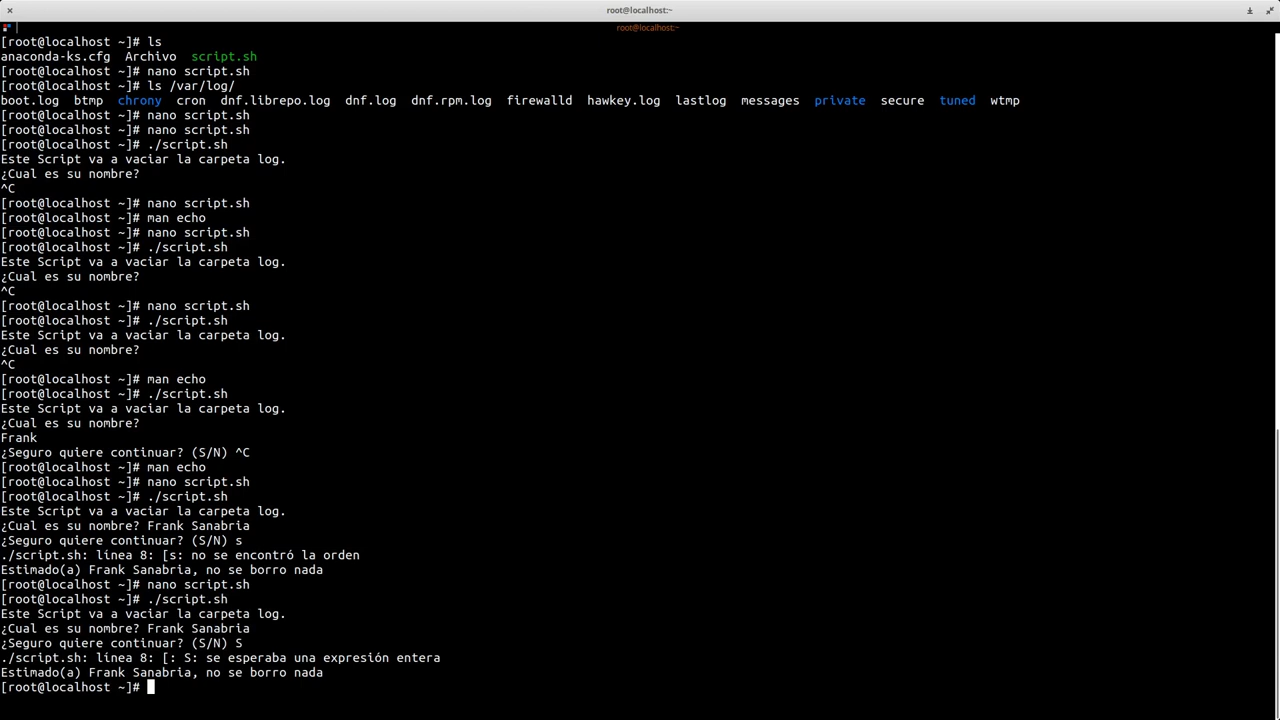 root@localhost:~
root@localhost:~
[root@localhost ~]# ls
anaconda-ks.cfg  Archivo  script.sh
[root@localhost ~]# nano script.sh
[root@localhost ~]# ls /var/log/
boot.log  btmp  chrony  cron  dnf.librepo.log  dnf.log  dnf.rpm.log  firewalld  hawkey.log  lastlog  messages  private  secure  tuned  wtmp
[root@localhost ~]# nano script.sh
[root@localhost ~]# nano script.sh
[root@localhost ~]# ./script.sh
Este Script va a vaciar la carpeta log.
¿Cual es su nombre?
^C
[root@localhost ~]# nano script.sh
[root@localhost ~]# man echo
[root@localhost ~]# nano script.sh
[root@localhost ~]# ./script.sh
Este Script va a vaciar la carpeta log.
¿Cual es su nombre?
^C
[root@localhost ~]# nano script.sh
[root@localhost ~]# ./script.sh
Este Script va a vaciar la carpeta log.
¿Cual es su nombre?
^C
[root@localhost ~]# man echo
[root@localhost ~]# ./script.sh
Este Script va a vaciar la carpeta log.
¿Cual es su nombre?
Frank
¿Seguro quiere continuar? (S/N) ^C
[root@localhost ~]# man echo
[root@localhost ~]# nano script.sh
[root@localhost ~]# ./script.sh
Este Script va a vaciar la carpeta log.
¿Cual es su nombre? Frank Sanabria
¿Seguro quiere continuar? (S/N) s
./script.sh: línea 8: [s: no se encontró la orden
Estimado(a) Frank Sanabria, no se borro nada
[root@localhost ~]# nano script.sh
[root@localhost ~]# ./script.sh
Este Script va a vaciar la carpeta log.
¿Cual es su nombre? Frank Sanabria
¿Seguro quiere continuar? (S/N) S
./script.sh: línea 8: [: S: se esperaba una expresión entera
Estimado(a) Frank Sanabria, no se borro nada
[root@localhost ~]#